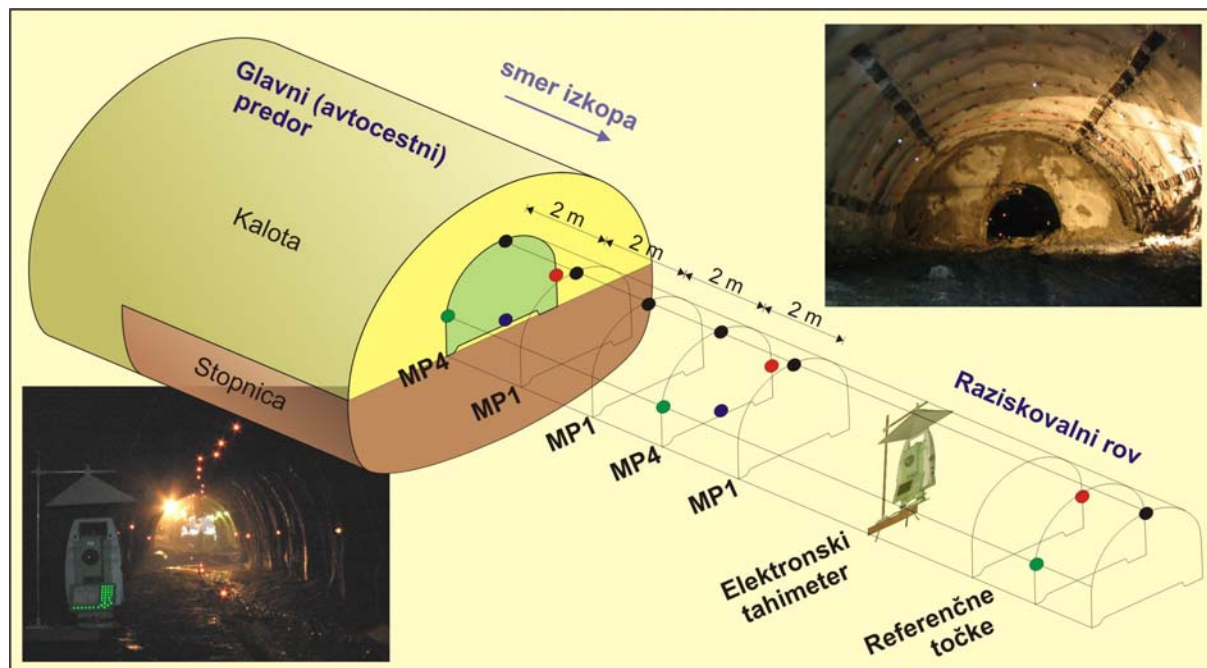 Glavni (avtocestni)
predor
smer izkopa
Kalota
Stopnica
2 m
2 m
2 m
2 m
MP4
MP1
MP1
MP4
MP1
Raziskovalni rov
Elektronski
tahimeter
Referenčne
točke